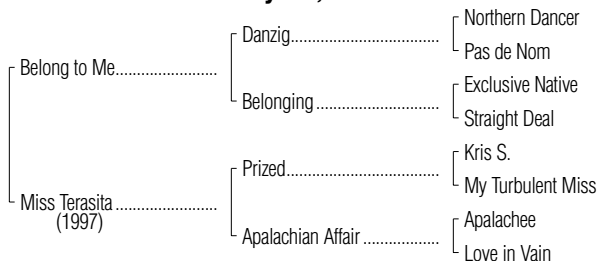 Northern Dancer
Danzig
Pas de Nom
Belong to Me
Exclusive Native
Belonging
Straight Deal
Kris S.
Prized
My Turbulent Miss
Miss Terasita
(1997)
Apalachee
Apalachian Affair
Love in Vain